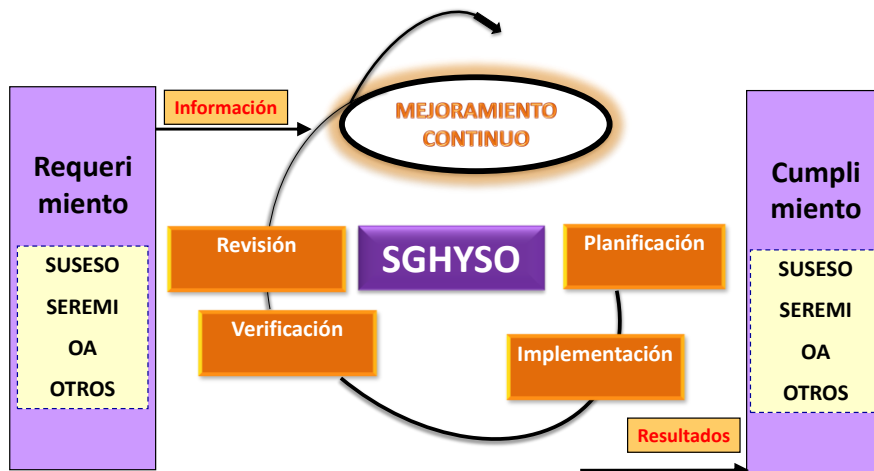 Requeri
miento
SUSESO
SEREMI
OA
OTROS
Información
MEJORAMIENTO
CONTINUO
Revisión
SGHYSO
Planificación
Verificación
Implementación
Resultados
Cumpli
miento
SUSESO
SEREMI
OA
OTROS